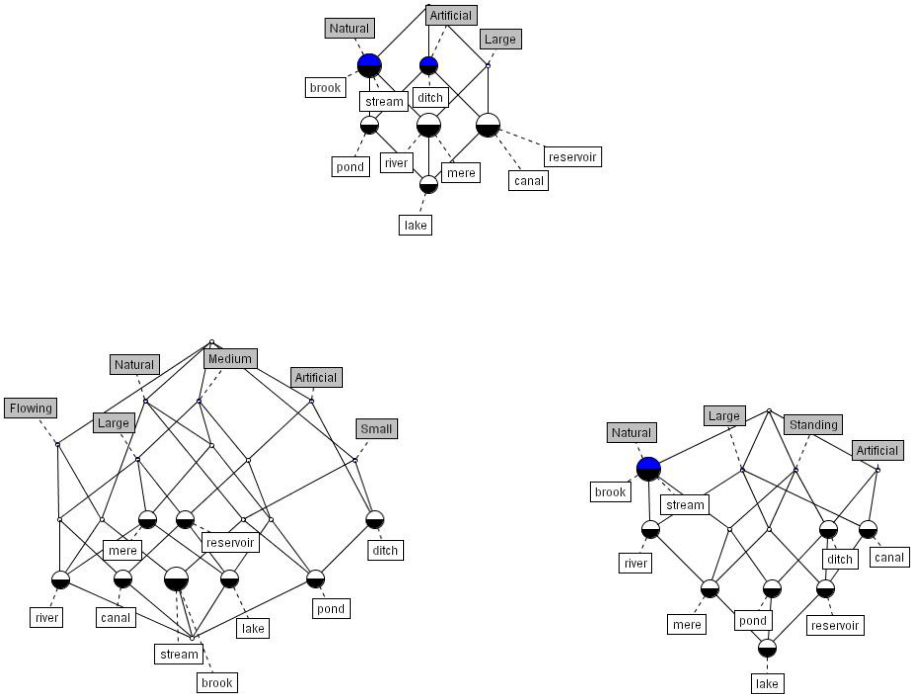 Artificial
Natural
Large
brook
stream
ditch
reservoir
pond
river
mere
canal
lake
Natural
Medium
Artificial
Flowing
Large
Small
mere
reservoir
ditch
river
canal
lake
pond
stream
brook
Large
Standing
Natural
Artificial
brook
stream
river
ditch
canal
mere
pond
reservoir
lake